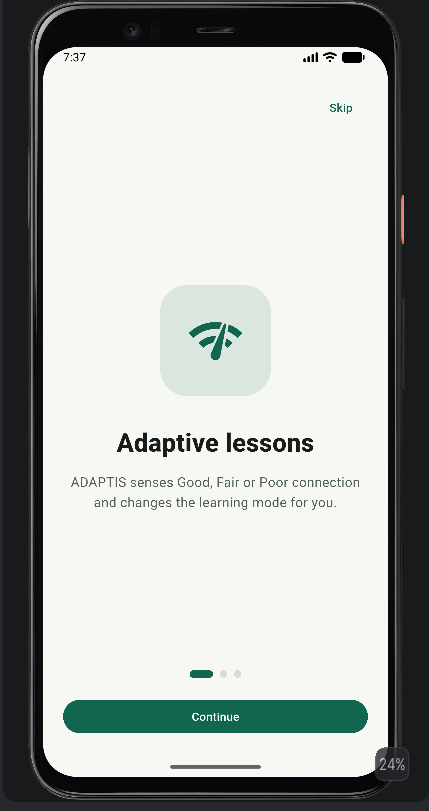 7:37
Skip
Adaptive lessons
ADAPTIS senses Good, Fair or Poor connection
and changes the learning mode for you.
Continue
24%